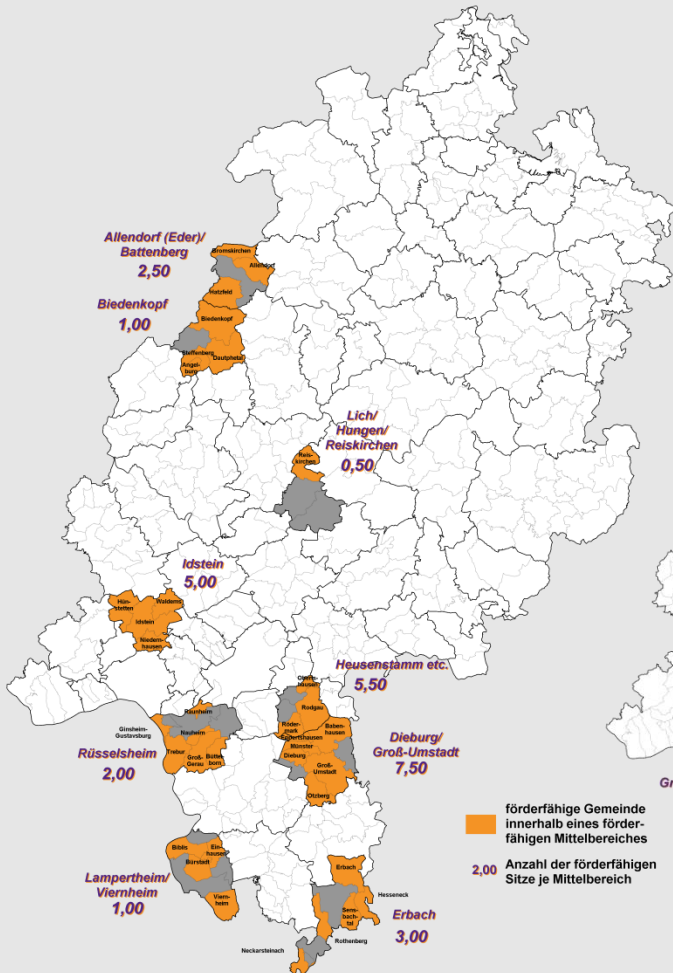 Allendorf (Eder)/
Battenberg
2,50
Bromskirchen
Allendorf
Hatzfeld
Biedenkopf
1,00
Biedenkopf
Steffenberg
Dautphetal
Angel-
burg
Lich/
Hungen/
Reiskirchen
0,50
Reis-
kirchen
Idstein
5,00
Hün-
stetten
Waldems
Idstein
Niedern-
hausen
Heusenstamm etc.
5,50
Oberts-
hausen
Rodgau
Röder-
mark
Raunheim
Ginsheim-
Gustavsburg
Nauheim
Trebur
Groß-
Gerau
Büttel-
born
Rüsselsheim
2,00
Baben-
hausen
Eppertshausen
Münster
Dieburg
Groß-
Umstadt
Otzberg
Dieburg/
Groß-Umstadt
7,50
Gr
förderfähige Gemeinde
innerhalb eines förder-
fähigen Mittelbereiches
2,00 Anzahl der förderfähigen
Sitze je Mittelbereich
Biblis
Ein-
hausen
Bürstadt
Viern-
heim
Lampertheim/
Viernheim
1,00
Erbach
Hesseneck
Sens-
bach-
tal
Erbach
3,00
Rothenberg
Neckarsteinach